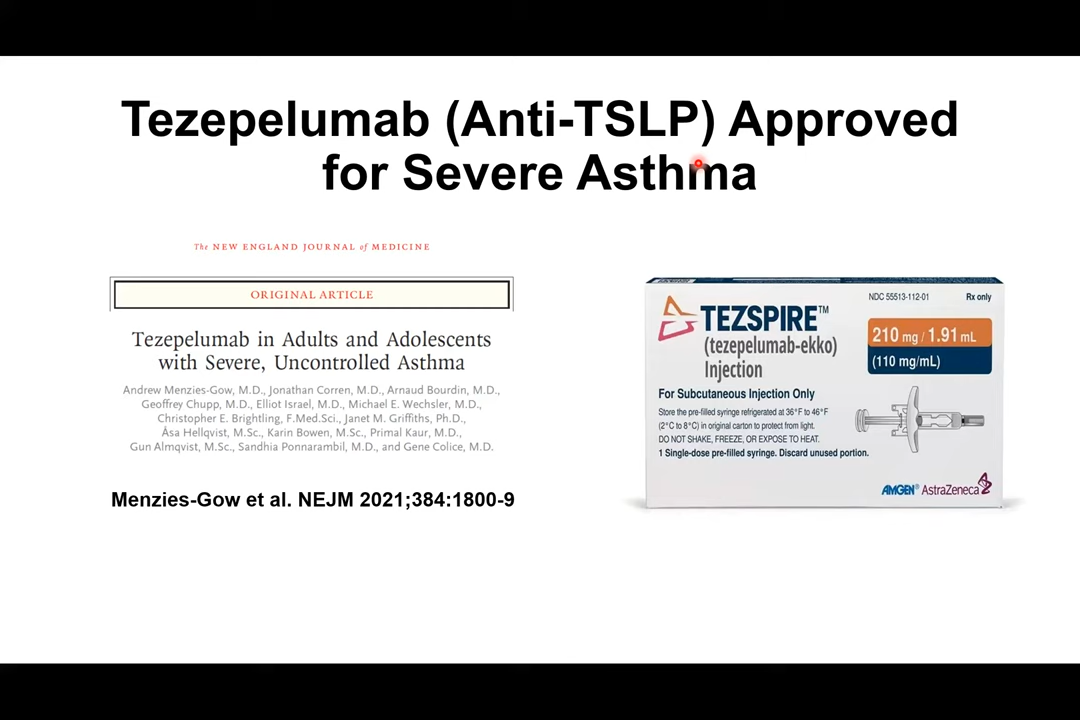 Tezepelumab (Anti-TSLP) Approved
for Severe Asthma
The NEW ENGLAND JOURNAL of MEDICINE
ORIGINAL ARTICLE
Tezepelumab in Adults and Adolescents
with Severe, Uncontrolled Asthma
Andrew Menzies-Gow, M.D., Jonathan Corren, M.D., Arnaud Bourdin, M.D.,
Geoffrey Chupp, M.D., Elliot Israel, M.D., Michael E. Wechsler, M.D.,
Christopher E. Brightling, F.Med.Sci., Janet M. Griffiths, Ph.D.,
Åsa Hellqvist, M.Sc., Karin Bowen, M.Sc., Primal Kaur, M.D.,
Gun Almqvist, M.Sc., Sandhia Ponnarambil, M.D., and Gene Colice, M.D.
Menzies-Gow et al. NEJM 2021;384:1800-9
NDC 55513-112-01 Rx only
TEZSPIRE™
(tezepelumab-ekko)
Injection
210 mg / 1.91 mL
(110 mg/mL)
For Subcutaneous Injection Only
Store the pre-filled syringe refrigerated at 36°F to 46°F
(2°C to 8°C) in original carton to protect from light.
DO NOT SHAKE, FREEZE, OR EXPOSE TO HEAT.
1 Single-dose pre-filled syringe. Discard unused portion.
AMGEN® AstraZeneca